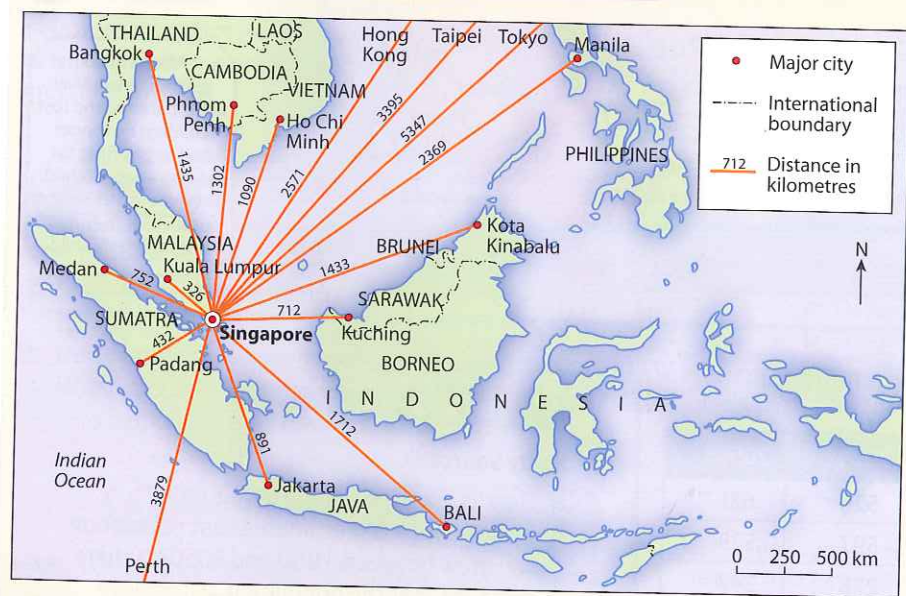 THAILAND
LAOS
Bangkok
CAMBODIA
VIETNAM
Phnom
Penh
Ho Chi
Minh
Hong
Kong
Taipei
Tokyo
Manila
PHILIPPINES
Major city
International
boundary
712
Distance in
kilometres
N
1435
1302
1090
2571
3395
5347
2369
MALAYSIA
Medan
Kuala Lumpur
752
326
SUMATRA
Singapore
432
Padang
1433
BRUNEI
Kota
Kinabalu
712
SARAWAK
Kuching
BORNEO
INDONESIA
1712
891
3879
Indian
Ocean
Jakarta
JAVA
BALI
Perth
0 250 500 km